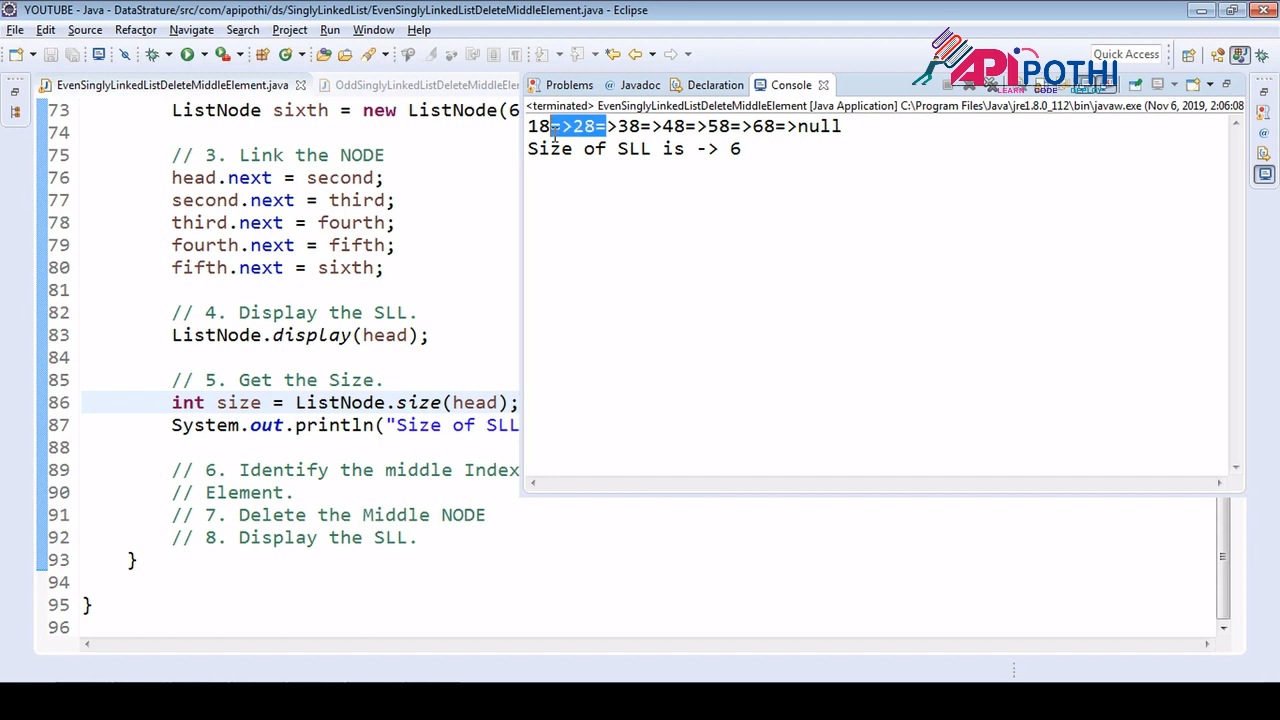 YOUTUBE - Java - DataStrature/src/com/apipothi/ds/SinglyLinkedList/EvenSinglyLinkedListDeleteMiddleElement.java - Eclipse
File Edit Source Refactor Navigate Search Project Run Window Help
Quick Access
APIPOTHI
LEARN CODE DEPLOY
EvenSinglyLinkedListDeleteMiddleElement.java
OddSinglyLinkedListDeleteMiddleEleme
Problems Javadoc Declaration Console
<terminated> EvenSinglyLinkedListDeleteMiddleElement [Java Application] C:\Program Files\Java\jre1.8.0_112\bin\javaw.exe (Nov 6, 2019, 2:06:08
18=>28=>38=>48=>58=>68=>null
Size of SLL is -> 6
73 ListNode sixth = new ListNode(6
74
75 // 3. Link the NODE
76 head.next = second;
77 second.next = third;
78 third.next = fourth;
79 fourth.next = fifth;
80 fifth.next = sixth;
81
82 // 4. Display the SLL.
83 ListNode.display(head);
84
85 // 5. Get the Size.
86 int size = ListNode.size(head);
87 System.out.println("Size of SLL
88
89 // 6. Identify the middle Index
90 // Element.
91 // 7. Delete the Middle NODE
92 // 8. Display the SLL.
93 }
94
95 }
96